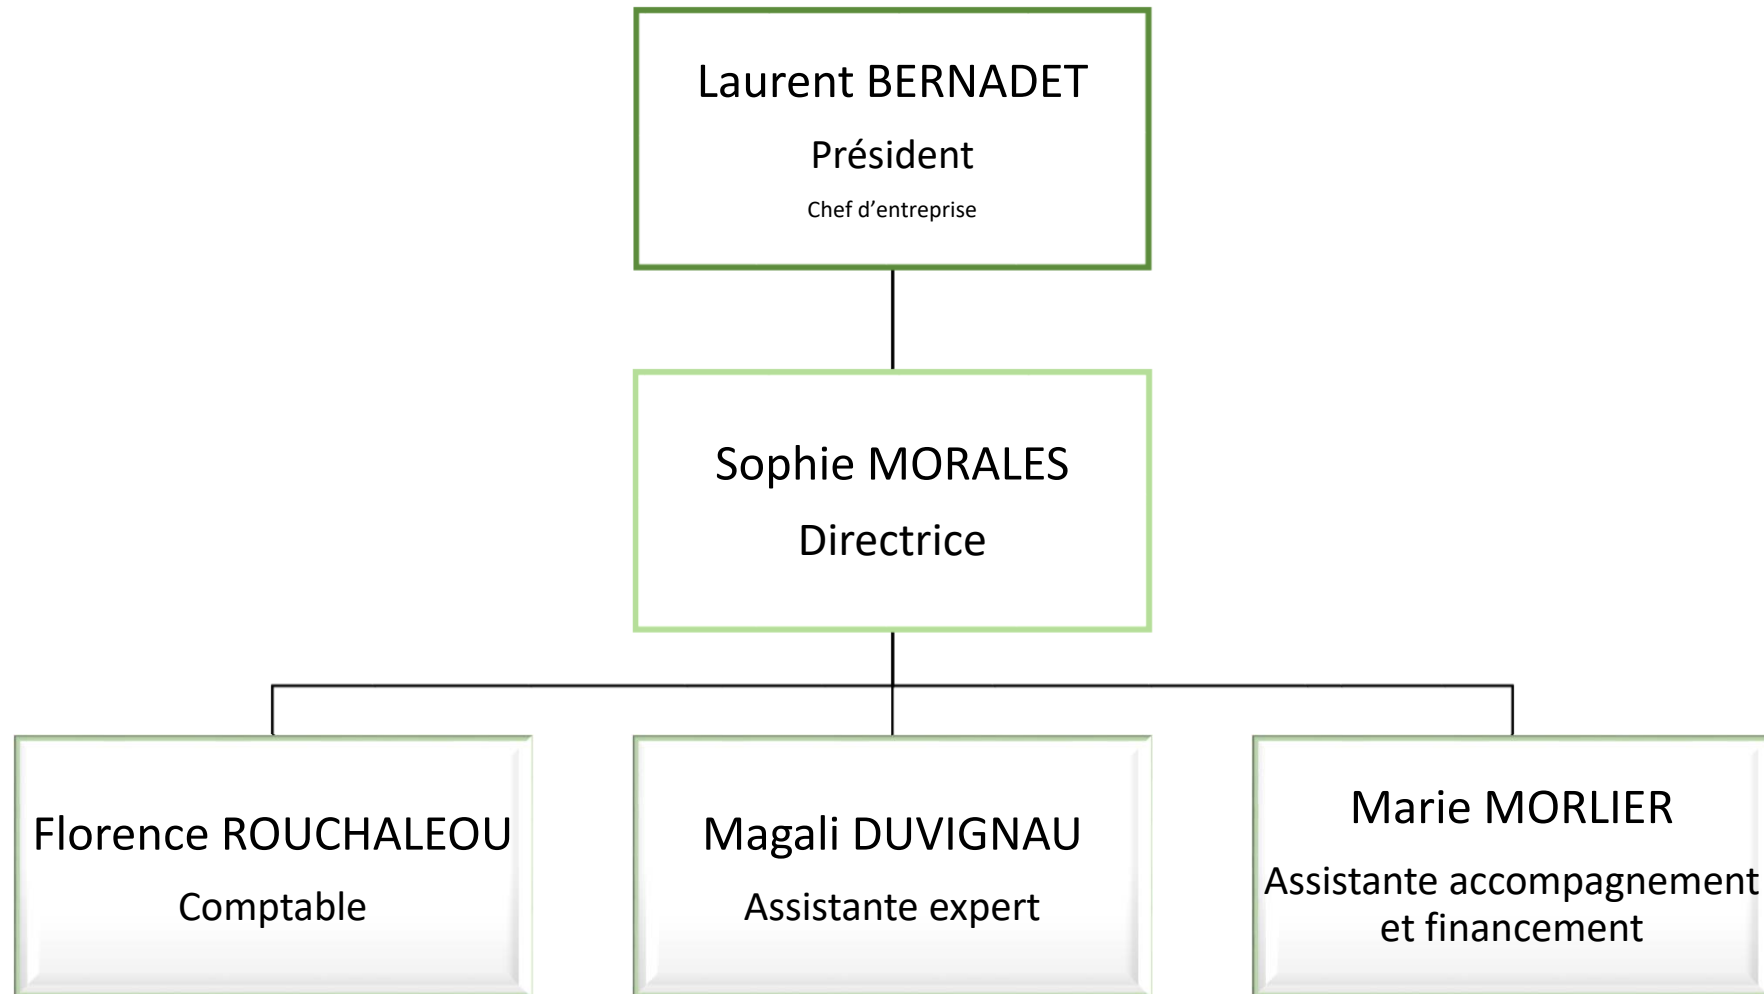 Laurent BERNADET
Président
Chef d’entreprise
Sophie MORALES
Directrice
Florence ROUCHALEOU
Comptable
Magali DUVIGNAU
Assistante expert
Marie MORLIER
Assistante accompagnement
et financement